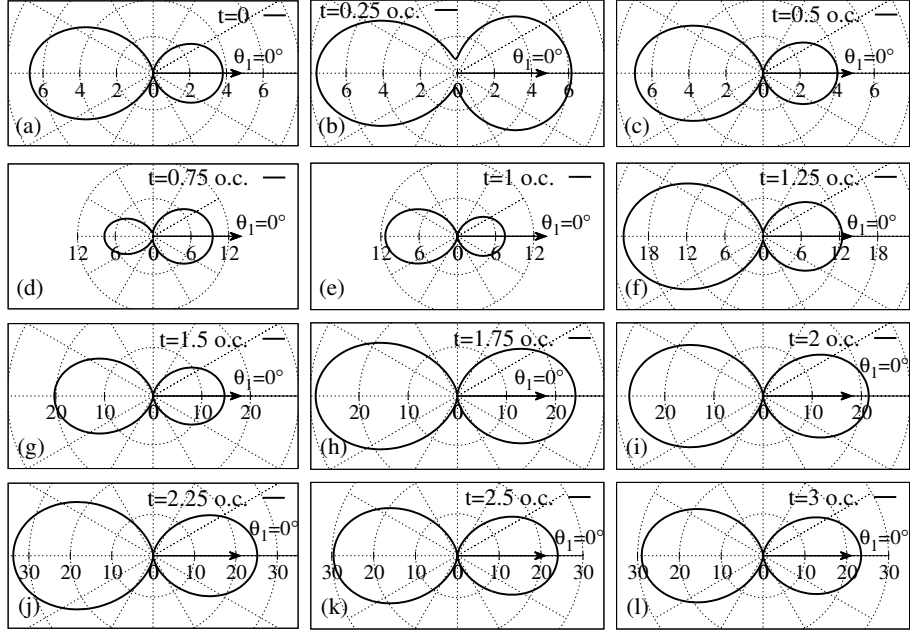 t=0
θ1=0°
6 4 2 0 2 4 6
(a)
t=0.25 o.c.
θ1=0°
6 4 2 0 2 4 6
(b)
t=0.5 o.c.
θ1=0°
6 4 2 0 2 4 6
(c)
t=0.75 o.c.
θ1=0°
12 6 0 6 12
(d)
t=1 o.c.
θ1=0°
12 6 0 6 12
(e)
t=1.25 o.c.
θ1=0°
18 12 6 0 6 12 18
(f)
t=1.5 o.c.
θ1=0°
20 10 0 10 20
(g)
t=1.75 o.c.
θ1=0°
20 10 0 10 20
(h)
t=2 o.c.
θ1=0°
20 10 0 10 20
(i)
t=2.25 o.c.
θ1=0°
30 20 10 0 10 20 30
(j)
t=2.5 o.c.
θ1=0°
30 20 10 0 10 20 30
(k)
t=3 o.c.
θ1=0°
30 20 10 0 10 20 30
(l)